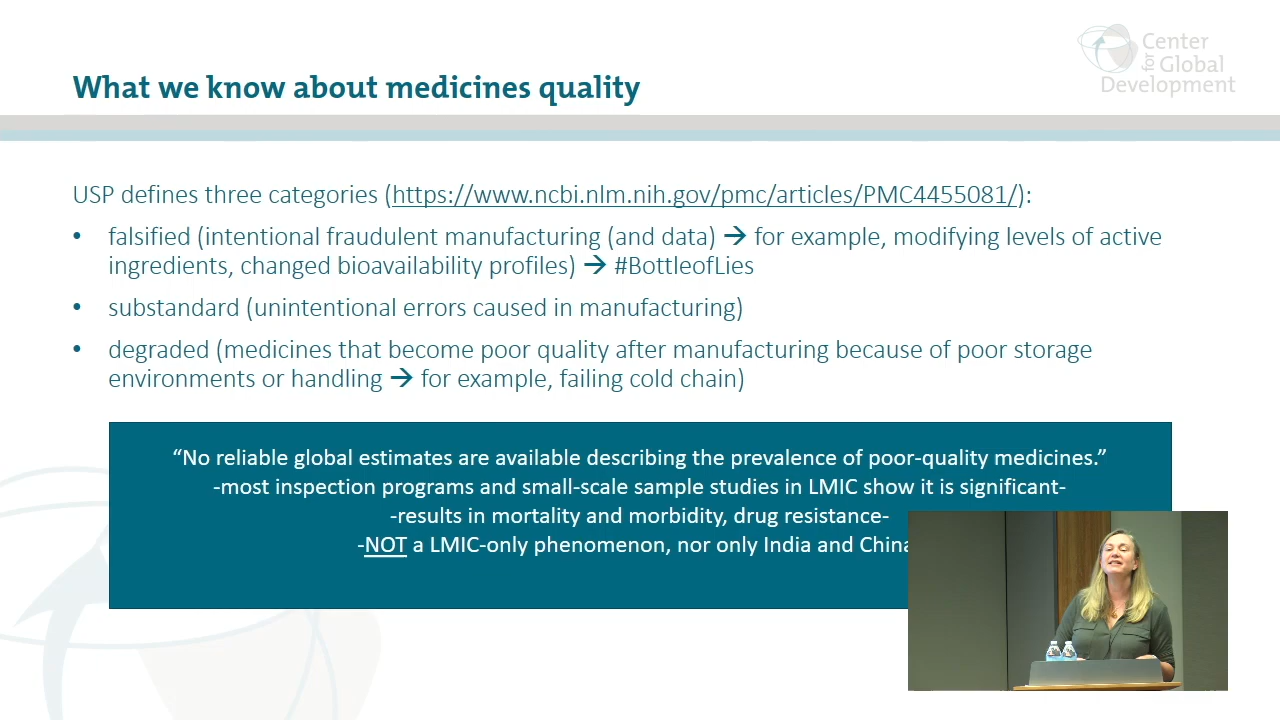 Center
for Global
Development
What we know about medicines quality
USP defines three categories (https://www.ncbi.nlm.nih.gov/pmc/articles/PMC4455081/):
• falsified (intentional fraudulent manufacturing (and data) → for example, modifying levels of active
ingredients, changed bioavailability profiles) → #BottleofLies
• substandard (unintentional errors caused in manufacturing)
• degraded (medicines that become poor quality after manufacturing because of poor storage
environments or handling → for example, failing cold chain)
“No reliable global estimates are available describing the prevalence of poor-quality medicines.”
-most inspection programs and small-scale sample studies in LMIC show it is significant-
-results in mortality and morbidity, drug resistance-
-NOT a LMIC-only phenomenon, nor only India and China